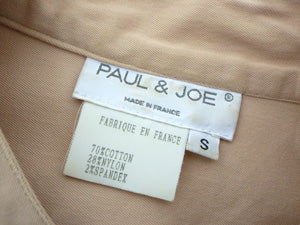 PAUL & JOE®
MADE IN FRANCE
FABRIQUE EN FRANCE
S
70%COTTON
28%NYLON
2%SPANDEX